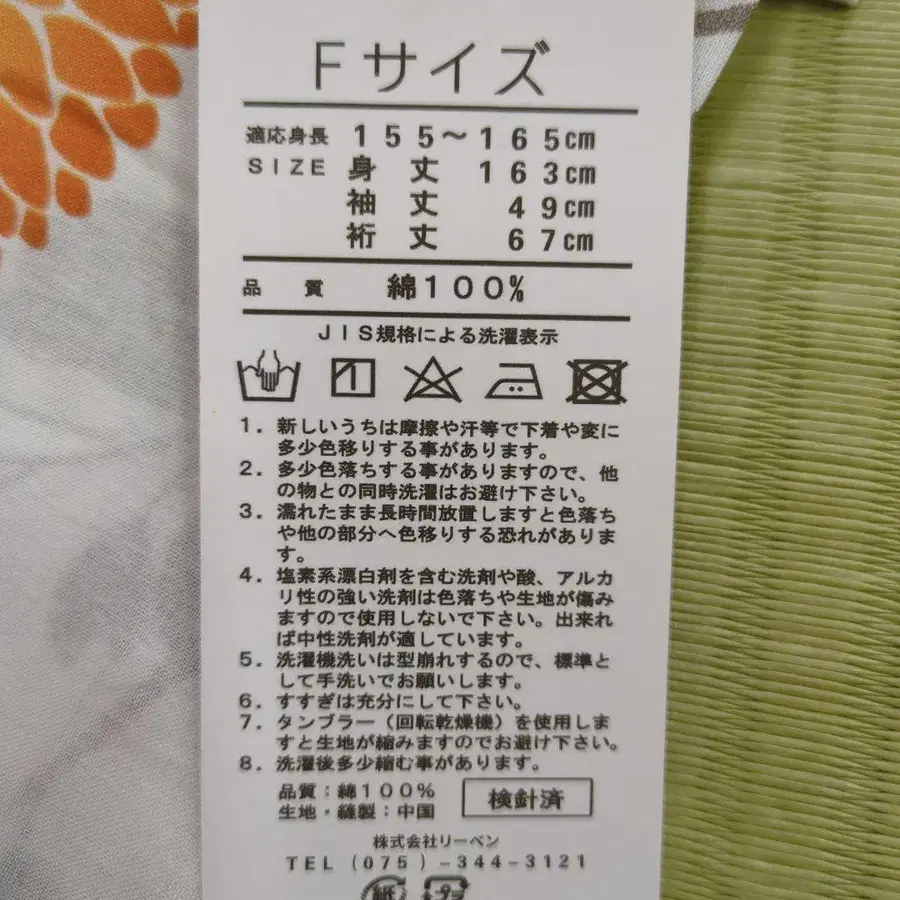 Fサイズ
適応身長 155～165cm
SIZE 身丈 163cm
袖丈 49cm
裄丈 67cm
品質 綿100%
JIS規格による洗濯表示
1. 新しいうちは摩擦や汗等で下着や変に
多少色移りする事があります。
2. 多少色落ちする事がありますので、他
の物との同時洗濯はお避け下さい。
3. 濡れたまま長時間放置しますと色落ち
や他の部分へ色移りする恐れがありま
す。
4. 塩素系漂白剤を含む洗剤や酸、アルカ
リ性の強い洗剤は色落ちや生地が傷み
ますので使用しないで下さい。出来れ
ば中性洗剤が適しています。
5. 洗濯機洗いは型崩れするので、標準と
して手洗いでお願いします。
6. すすぎは充分にして下さい。
7. タンブラー（回転乾燥機）を使用しま
すと生地が縮みますのでお避け下さい。
8. 洗濯後多少縮む事があります。
品質：綿100%
生地・縫製：中国
検針済
株式会社リーベン
TEL (075) -344-3121
紙 プラ